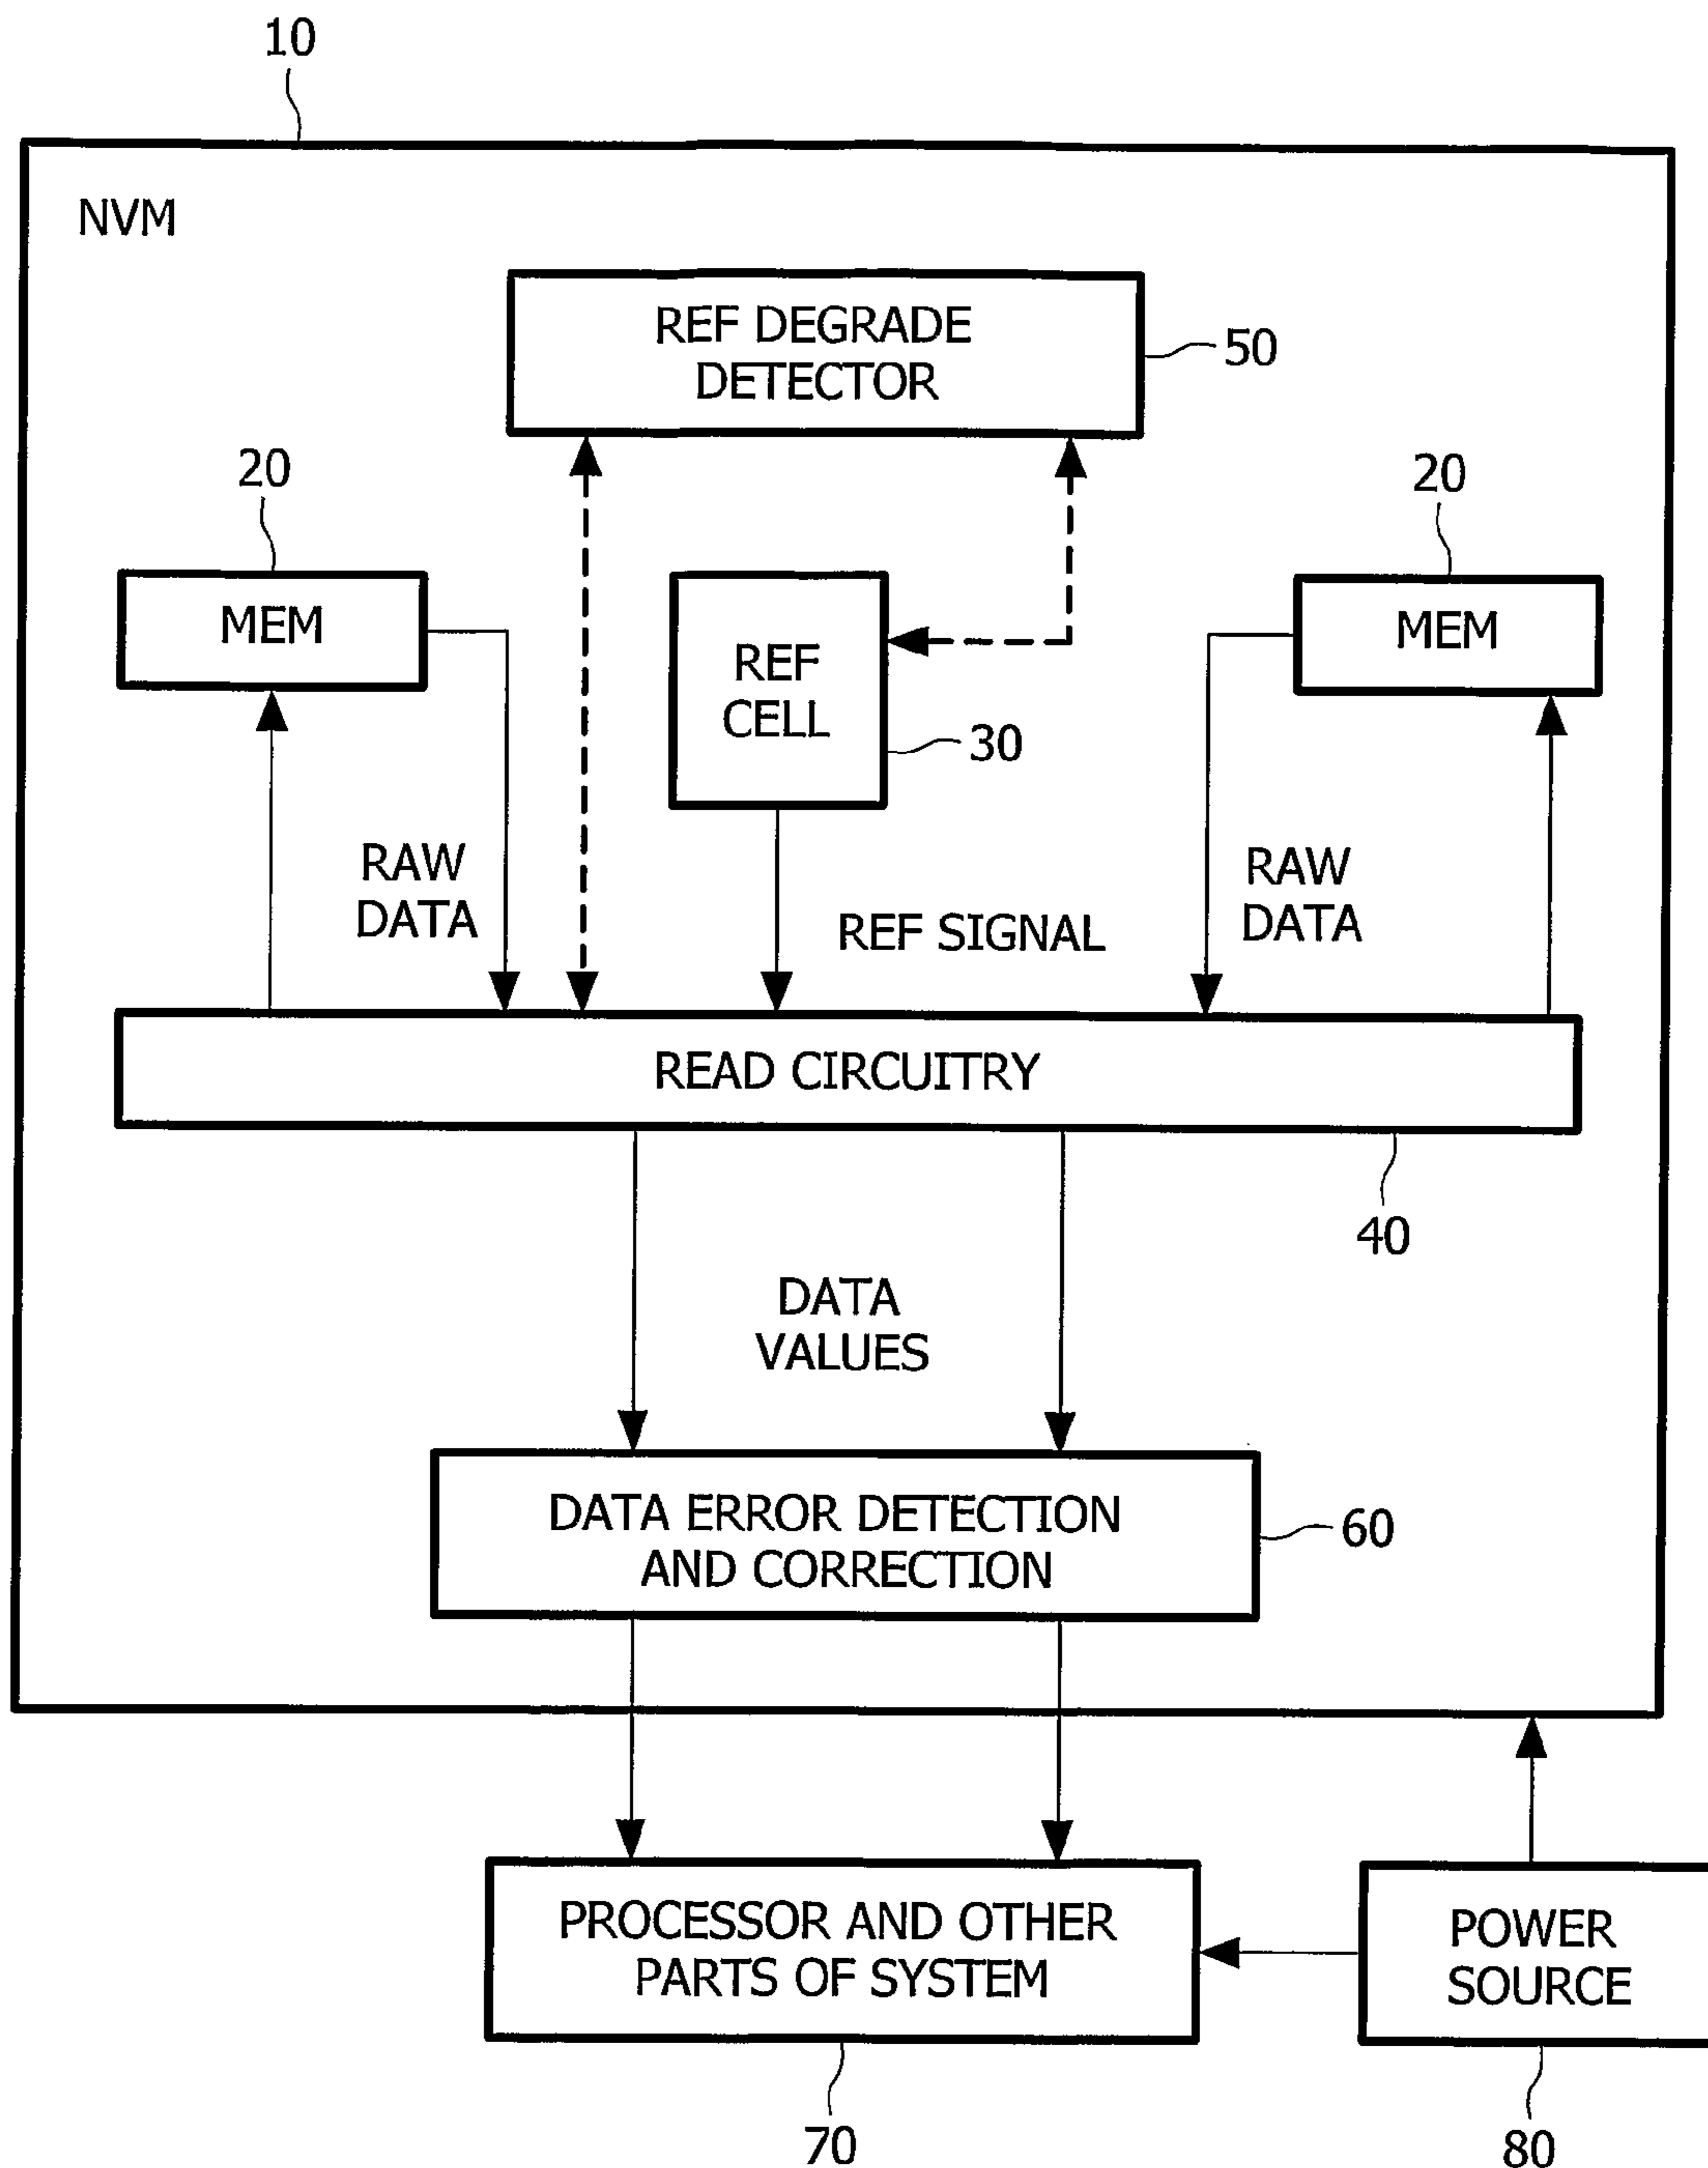 10
NVM
REF DEGRADE
DETECTOR
50
20
20
MEM
REF
CELL
30
MEM
RAW
DATA
REF SIGNAL
RAW
DATA
READ CIRCUITRY
40
DATA
VALUES
DATA ERROR DETECTION
AND CORRECTION
60
PROCESSOR AND OTHER
PARTS OF SYSTEM
POWER
SOURCE
70
80